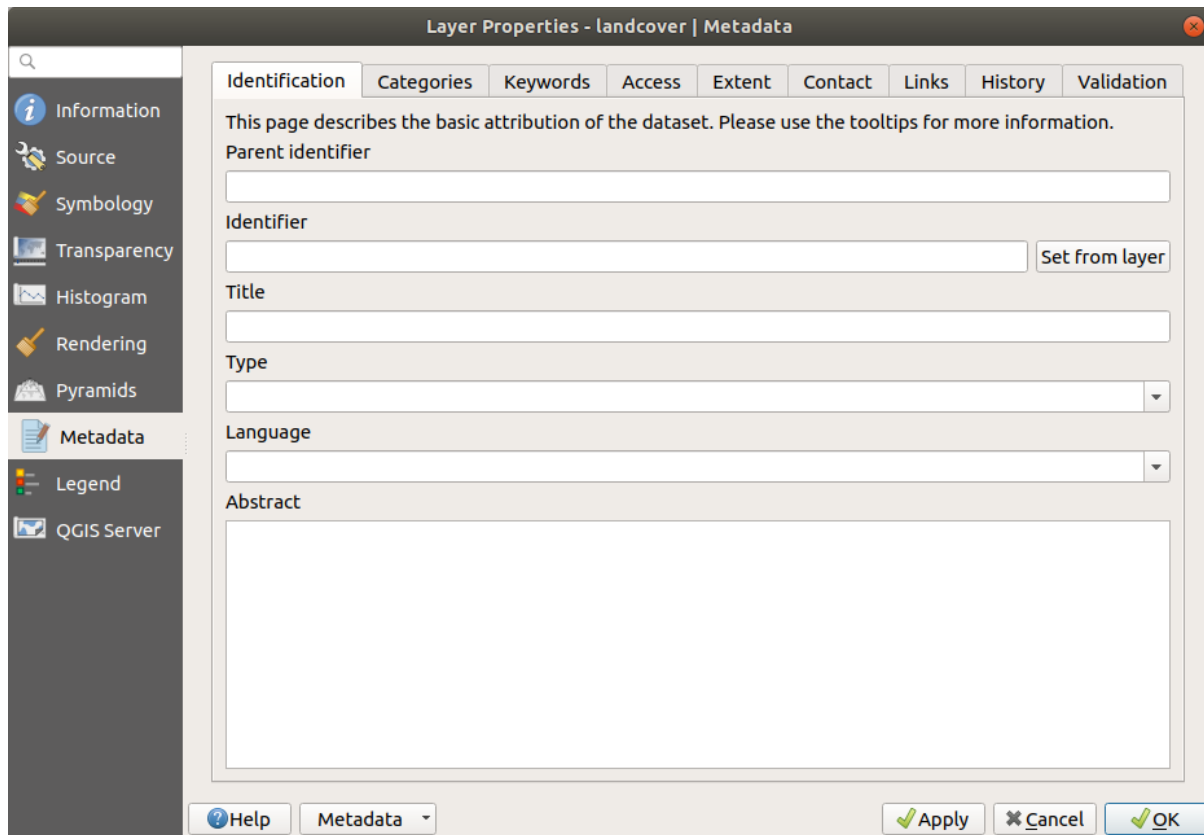 Layer Properties - landcover | Metadata
Information
Source
Symbology
Transparency
Histogram
Rendering
Pyramids
Metadata
Legend
QGIS Server
Identification Categories Keywords Access Extent Contact Links History Validation
This page describes the basic attribution of the dataset. Please use the tooltips for more information.
Parent identifier
Identifier
Set from layer
Title
Type
Language
Abstract
Help Metadata Apply Cancel OK